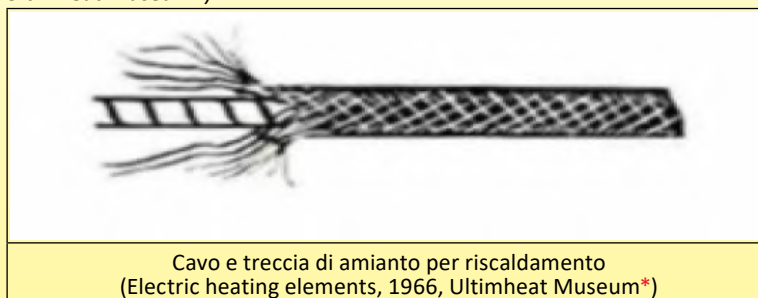 Cavo e treccia di amianto per riscaldamento
(Electric heating elements, 1966, Ultimheat Museum*)